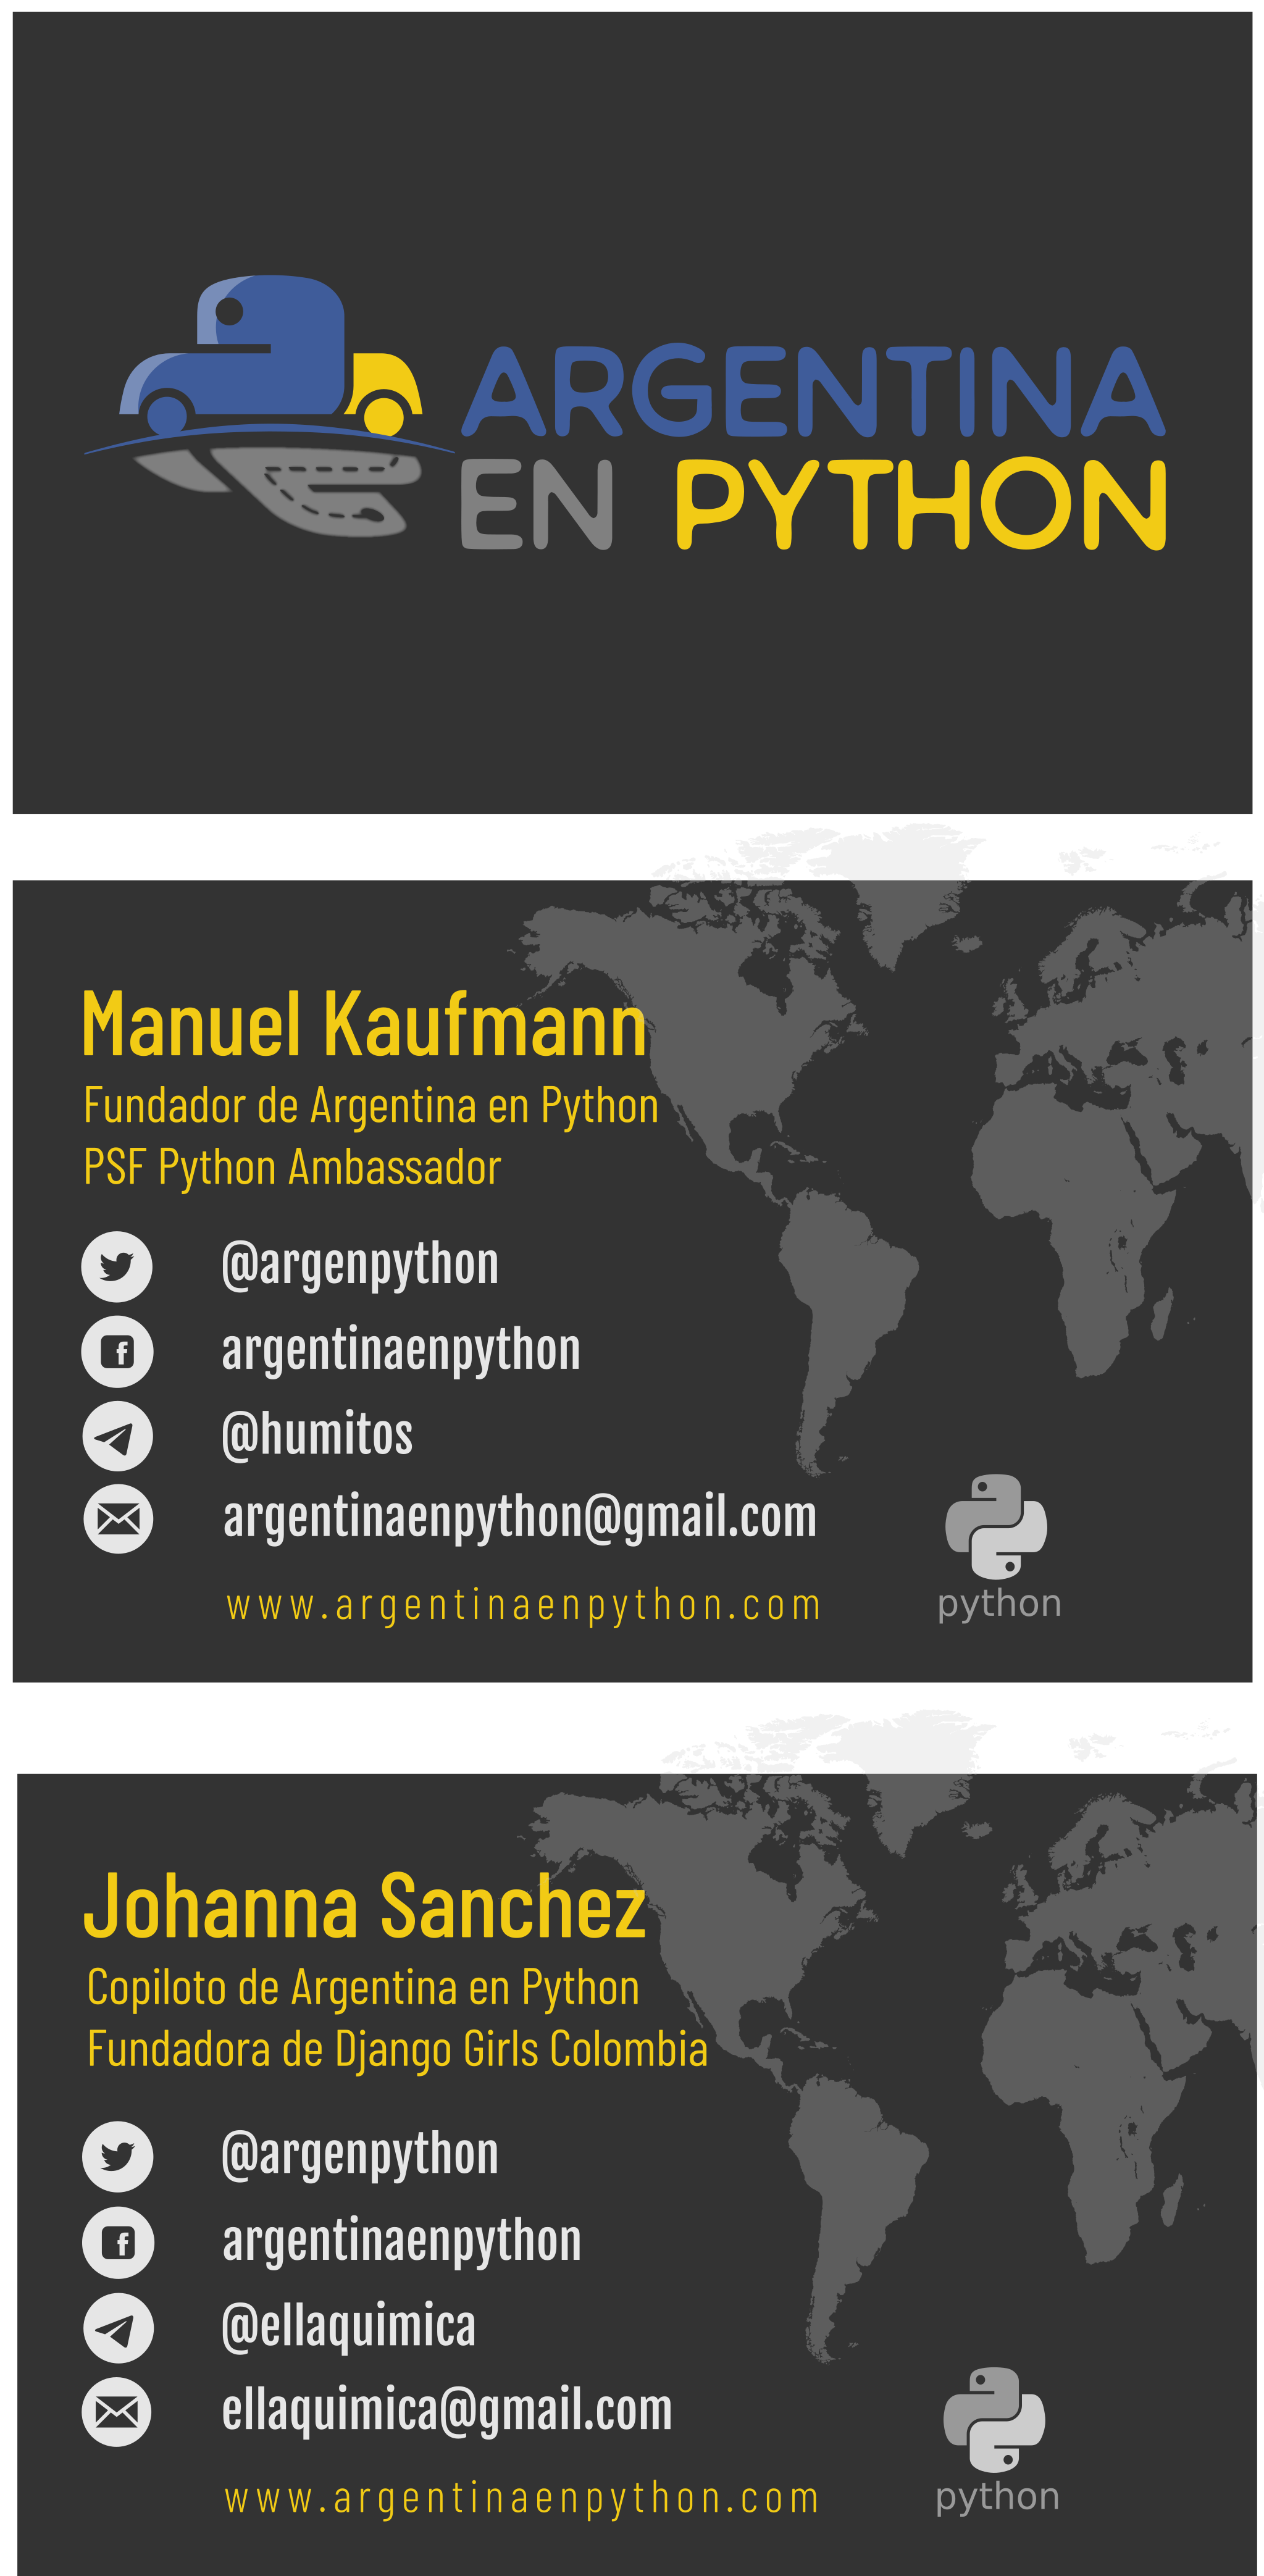 ARGENTINA
EN PYTHON
Manuel Kaufmann
Fundador de Argentina en Python
PSF Python Ambassador
@argenpython
argentinaenpython
@humitos
argentinaenpython@gmail.com
www.argentinaenpython.com
python
Johanna Sanchez
Copiloto de Argentina en Python
Fundadora de Django Girls Colombia
@argenpython
argentinaenpython
@ellaquimica
ellaquimica@gmail.com
www.argentinaenpython.com
python